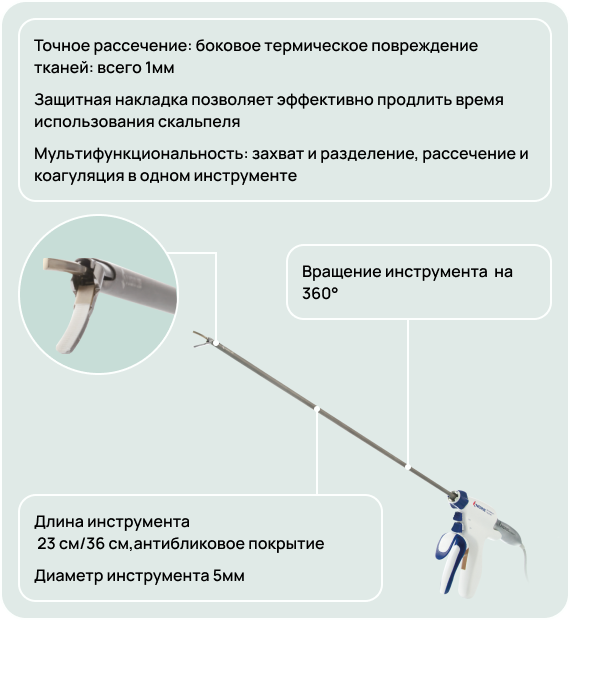 Точное рассечение: боковое термическое повреждение
тканей: всего 1мм
Защитная накладка позволяет эффективно продлить время
использования скальпеля
Мультифункциональность: захват и разделение, рассечение и
коагуляция в одном инструменте
Вращение инструмента на
360°
Длина инструмента
23 см/36 см,антибликовое покрытие
Диаметр инструмента 5мм